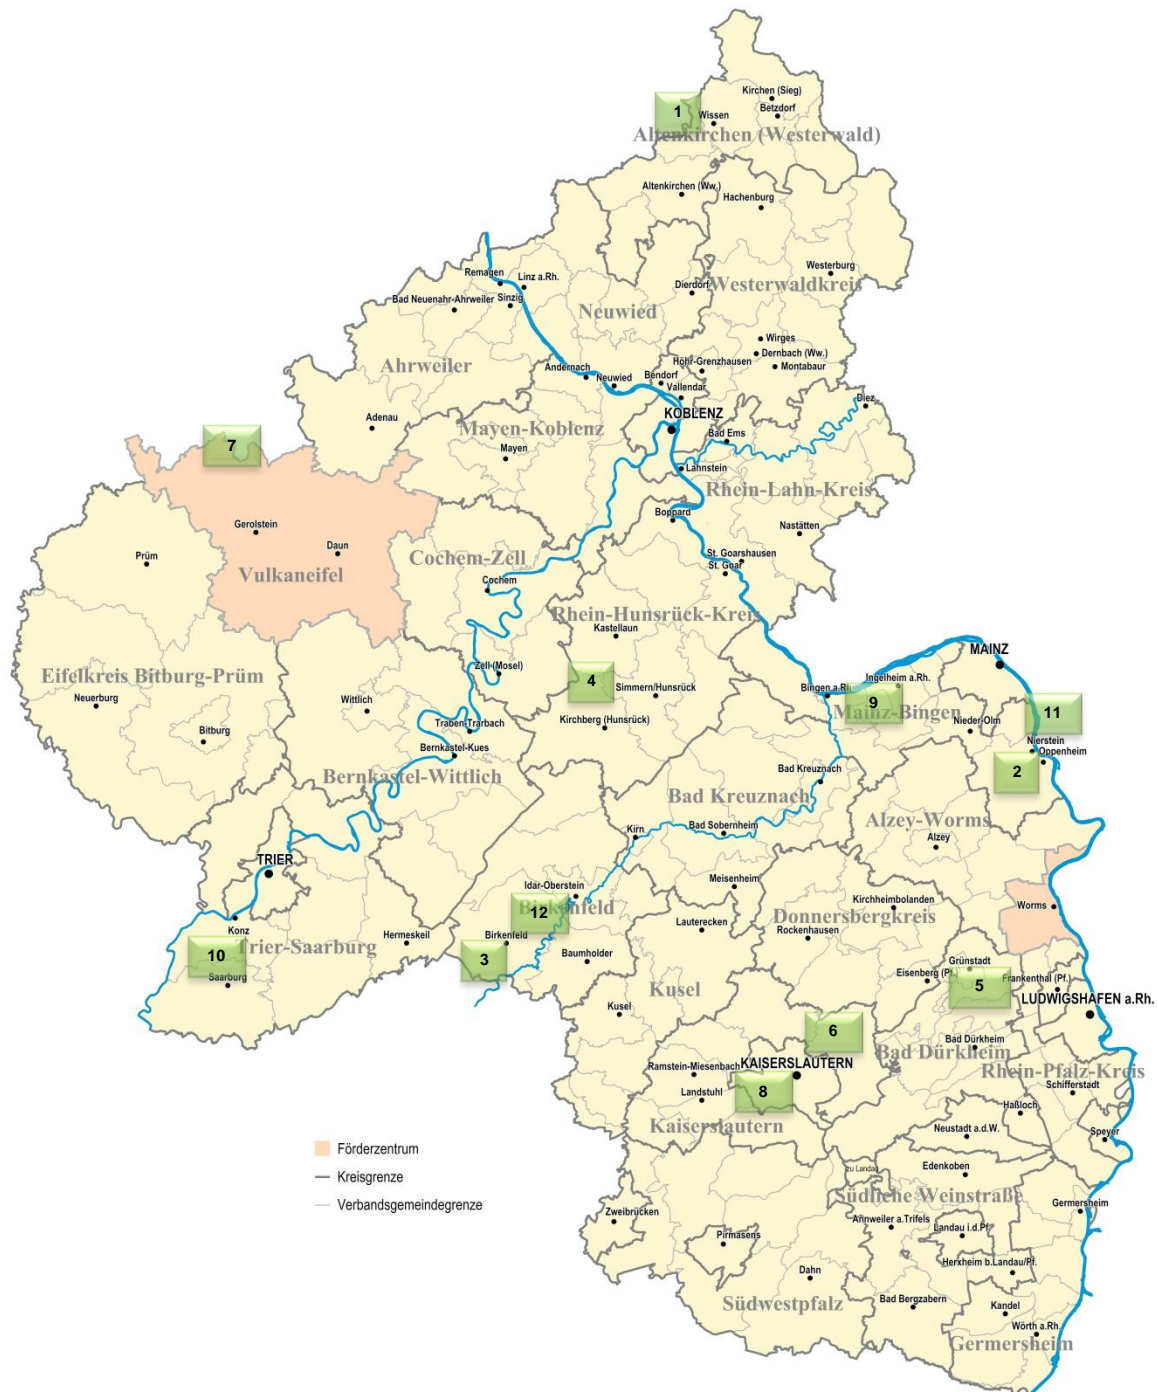 Kirchen (Sieg)
1
Betzdorf
Wissen
Altenkirchen (Westerwald)
Altenkirchen (Ww.)
Hachenburg
Westerburg
Remagen
Linz a.Rh.
Dierdorf
Westerwaldkreis
Bad Neuenahr-Ahrweiler
Sinzig
Neuwied
Wirges
Dernbach (Ww.)
Höhr-Grenzhausen
Montabaur
Ahrweiler
Andernach
Neuwied
Bendorf
Vallendar
Diez
KOBLENZ
Adenau
Mayen-Koblenz
Bad Ems
7
Mayen
Lahnstein
Rhein-Lahn-Kreis
Boppard
Gerolstein
Nastätten
Daun
Prüm
Cochem-Zell
St. Goarshausen
St. Goar
Vulkaneifel
Cochem
Rhein-Hunsrück-Kreis
Kastellaun
MAINZ
Eifelkreis Bitburg-Prüm
Zell (Mosel)
4
Ingelheim a.Rh.
Simmern/Hunsrück
Bingen a.Rh.
Neuerburg
Wittlich
9
Mainz-Bingen
11
Kirchberg (Hunsrück)
Nieder-Olm
Bitburg
Traben-Trarbach
Nierstein
Oppenheim
Bernkastel-Kues
2
Bernkastel-Wittlich
Bad Kreuznach
Bad Kreuznach
Alzey-Worms
Kirn
Bad Sobernheim
Alzey
TRIER
Meisenheim
Idar-Oberstein
Kirchheimbolanden
Birkenfeld
12
Worms
Donnersbergkreis
Konz
Lauterecken
Rockenhausen
Trier-Saarburg
Hermeskeil
Birkenfeld
10
3
Baumholder
Grünstadt
Saarburg
Eisenberg (Pf.)
5
Frankenthal (Pf.)
Kusel
Kusel
LUDWIGSHAFEN a.Rh.
6
Bad Dürkheim
Bad Dürkheim
KAISERSLAUTERN
Ramstein-Miesenbach
Rhein-Pfalz-Kreis
Landstuhl
8
Schifferstadt
Kaiserslautern
Haßloch
Neustadt a.d.W.
Speyer
Förderzentrum
Kreisgrenze
Verbandsgemeindegrenze
zu Landau
Edenkoben
Südliche Weinstraße
Germersheim
Zweibrücken
Annweiler a.Trifels
Landau i.d.Pf.
Pirmasens
Herxheim b.Landau/Pf.
Dahn
Südwestpfalz
Bad Bergzabern
Kandel
Wörth a.Rh.
Germersheim